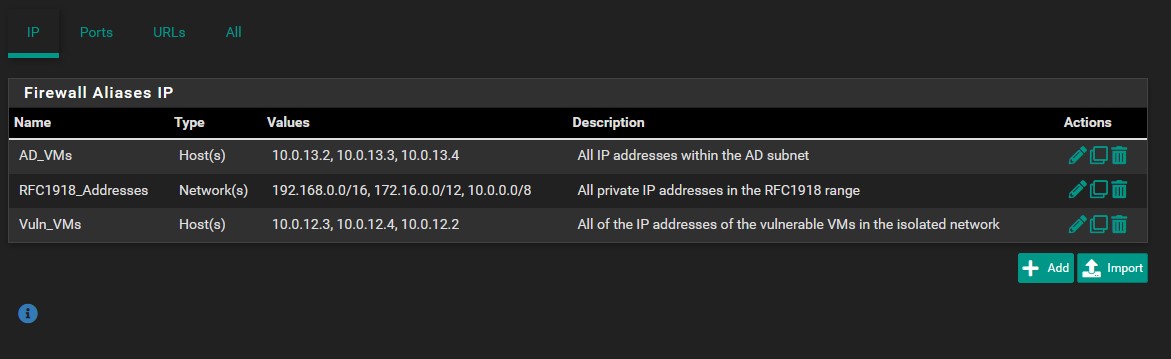 IP Ports URLs All
Firewall Aliases IP
Name Type Values Description Actions
AD_VMs Host(s) 10.0.13.2, 10.0.13.3, 10.0.13.4 All IP addresses within the AD subnet
RFC1918_Addresses Network(s) 192.168.0.0/16, 172.16.0.0/12, 10.0.0.0/8 All private IP addresses in the RFC1918 range
Vuln_VMs Host(s) 10.0.12.3, 10.0.12.4, 10.0.12.2 All of the IP addresses of the vulnerable VMs in the isolated network
Add Import